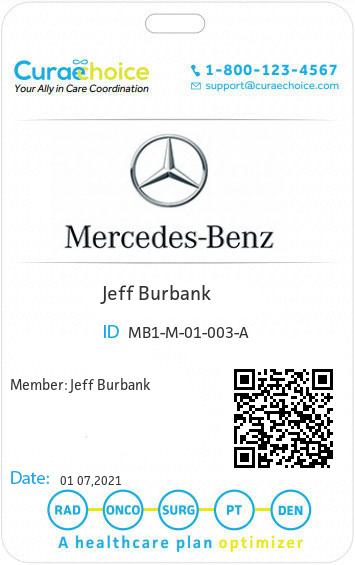 Curaechoice
Your Ally in Care Coordination
1-800-123-4567
support@curaechoice.com
Mercedes-Benz
Jeff Burbank
ID MB1-M-01-003-A
Member: Jeff Burbank
Date: 01 07,2021
RAD ONCO SURG PT DEN
A healthcare plan optimizer